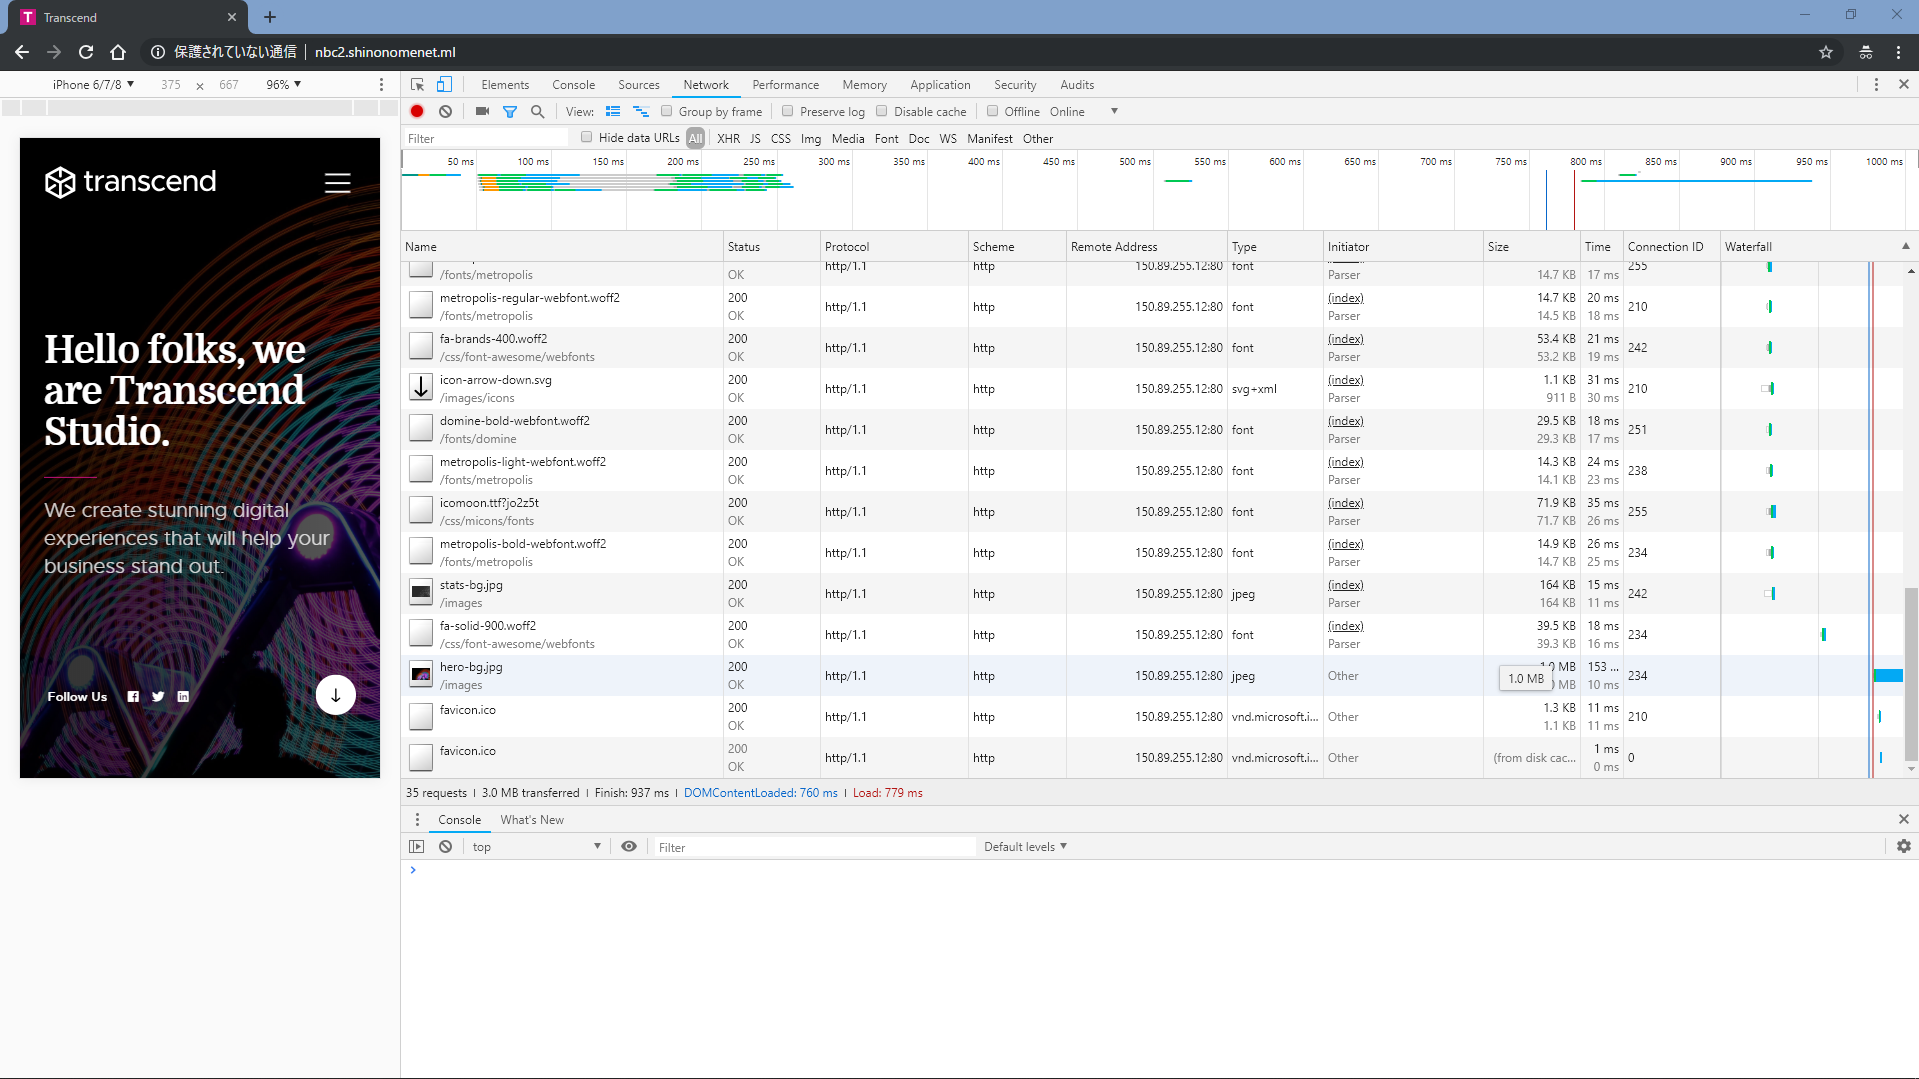 Transcend
保護されていない通信 nbc2.shinonomenet.ml
iPhone 6/7/8 375 x 667 96%
transcend
Hello folks, we
are Transcend
Studio.
We create stunning digital
experiences that will help your
business stand out.
Follow Us
Elements Console Sources Network Performance Memory Application Security Audits
View: Group by frame Preserve log Disable cache Offline Online
Filter Hide data URLs All XHR JS CSS Img Media Font Doc WS Manifest Other
50 ms 100 ms 150 ms 200 ms 250 ms 300 ms 350 ms 400 ms 450 ms 500 ms 550 ms 600 ms 650 ms 700 ms 750 ms 800 ms 850 ms 900 ms 950 ms 1000 ms
Name Status Protocol Scheme Remote Address Type Initiator Size Time Connection ID Waterfall
http/1.1 http 150.89.255.12:80 font 255
/fonts/metropolis OK Parser 14.7 KB 17 ms
metropolis-regular-webfont.woff2 200 http/1.1 http 150.89.255.12:80 font (index) 14.7 KB 20 ms 210
/fonts/metropolis OK Parser 14.5 KB 18 ms
fa-brands-400.woff2 200 http/1.1 http 150.89.255.12:80 font (index) 53.4 KB 21 ms 242
/css/font-awesome/webfonts OK Parser 53.2 KB 19 ms
icon-arrow-down.svg 200 http/1.1 http 150.89.255.12:80 svg+xml (index) 1.1 KB 31 ms 210
/images/icons OK Parser 911 B 30 ms
domine-bold-webfont.woff2 200 http/1.1 http 150.89.255.12:80 font (index) 29.5 KB 18 ms 251
/fonts/domine OK Parser 29.3 KB 17 ms
metropolis-light-webfont.woff2 200 http/1.1 http 150.89.255.12:80 font (index) 14.3 KB 24 ms 238
/fonts/metropolis OK Parser 14.1 KB 23 ms
icomoon.ttf?jo2z5t 200 http/1.1 http 150.89.255.12:80 font (index) 71.9 KB 35 ms 255
/css/micons/fonts OK Parser 71.7 KB 26 ms
metropolis-bold-webfont.woff2 200 http/1.1 http 150.89.255.12:80 font (index) 14.9 KB 26 ms 234
/fonts/metropolis OK Parser 14.7 KB 25 ms
stats-bg.jpg 200 http/1.1 http 150.89.255.12:80 jpeg (index) 164 KB 15 ms 242
/images OK Parser 164 KB 11 ms
fa-solid-900.woff2 200 http/1.1 http 150.89.255.12:80 font (index) 39.5 KB 18 ms 234
/css/font-awesome/webfonts OK Parser 39.3 KB 16 ms
hero-bg.jpg 200 http/1.1 http 150.89.255.12:80 jpeg Other MB 153 ... 234
/images OK 1.0 MB MB 10 ms
favicon.ico 200 http/1.1 http 150.89.255.12:80 vnd.microsoft.i... Other 1.3 KB 11 ms 210
OK 1.1 KB 11 ms
favicon.ico 200 http/1.1 http 150.89.255.12:80 vnd.microsoft.i... Other (from disk cac... 1 ms 0
OK 0 ms
35 requests | 3.0 MB transferred | Finish: 937 ms | DOMContentLoaded: 760 ms | Load: 779 ms
Console What's New
top Filter Default levels